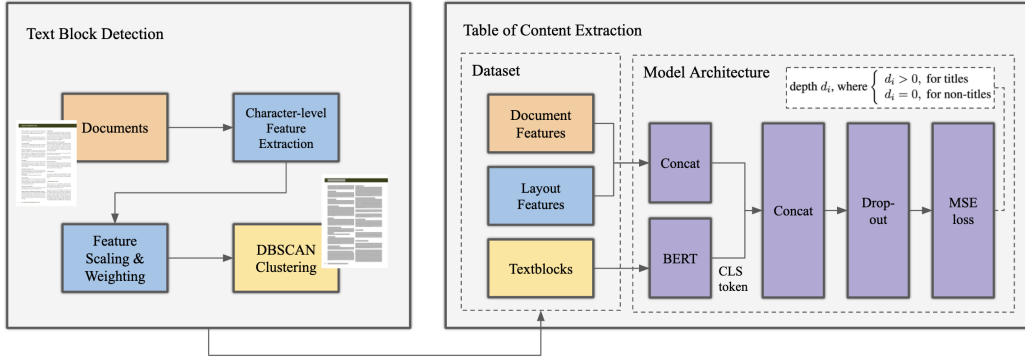 Text Block Detection
Documents
Character-level
Feature
Extraction
Feature
Scaling &
Weighting
DBSCAN
Clustering
Table of Content Extraction
Dataset
Document
Features
Layout
Features
Textblocks
Model Architecture
depth dᵢ, where { dᵢ > 0, for titles
dᵢ = 0, for non-titles
Concat
BERT
CLS
token
Concat
Drop-
out
MSE
loss